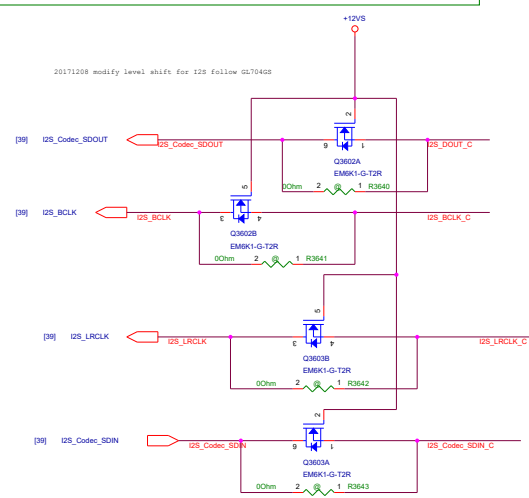 +12VS
20171208 modify level shift for I2S follow GL704GS
2
[39] I2S_Codec_SDOUT I2S_Codec_SDOUT 6 1 I2S_DOUT_C
Q3602A
5 EM6K1-G-T2R
0Ohm 2 @ 1 R3640
[39] I2S_BCLK I2S_BCLK 3 4 I2S_BCLK_C
Q3602B
EM6K1-G-T2R
0Ohm 2 @ 1 R3641
5
[39] I2S_LRCLK I2S_LRCLK 3 4 I2S_LRCLK_C
Q3603B
EM6K1-G-T2R
0Ohm 2 @ 1 R3642
2
[39] I2S_Codec_SDIN I2S_Codec_SDIN 6 1 I2S_Codec_SDIN_C
Q3603A
EM6K1-G-T2R
0Ohm 2 @ 1 R3643